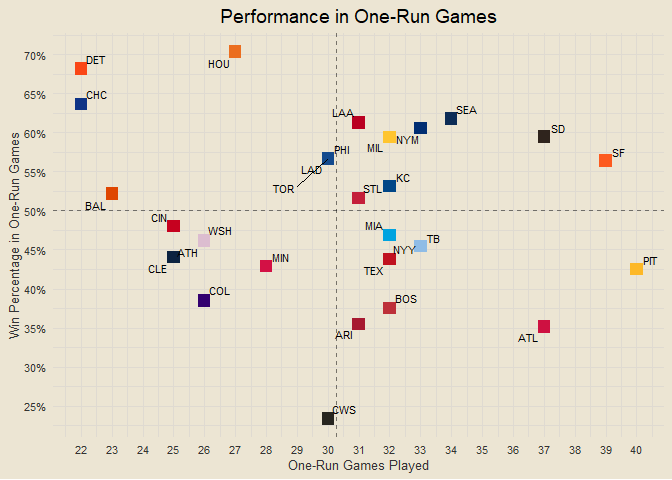 Performance in One-Run Games
Win Percentage in One-Run Games
70%
65%
60%
55%
50%
45%
40%
35%
30%
25%
DET
HOU
CHC
LAA
SEA
SD
MIL
NYM
PHI
SF
LAD
TOR
KC
STL
BAL
CIN
WSH
MIA
TB
ATH
NYY
CLE
MIN
TEX
PIT
COL
BOS
ARI
ATL
CWS
22 23 24 25 26 27 28 29 30 31 32 33 34 35 36 37 38 39 40
One-Run Games Played